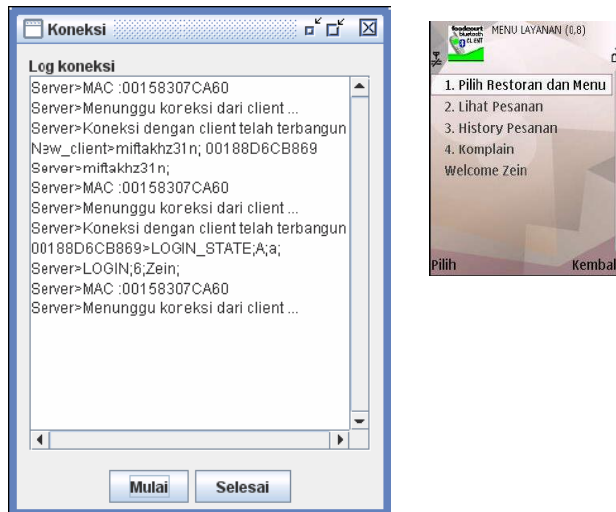 Koneksi
Log koneksi
Server>MAC :00158307CA60
Server>Menunggu koneksi dari client ...
Server>Koneksi dengan client telah terbangun
New_client>miftakhz31n; 00188D6CB869
Server>miftakhz31n;
Server>MAC :00158307CA60
Server>Menunggu koneksi dari client ...
Server>Koneksi dengan client telah terbangun
00188D6CB869>LOGIN_STATE;A;a;
Server>LOGIN;6;Zein;
Server>MAC :00158307CA60
Server>Menunggu koneksi dari client ...
Mulai Selesai
foodcourt bluetooth CLIENT
MENU LAYANAN (0,8)
1. Pilih Restoran dan Menu
2. Lihat Pesanan
3. History Pesanan
4. Komplain
Welcome Zein
Pilih Kembal